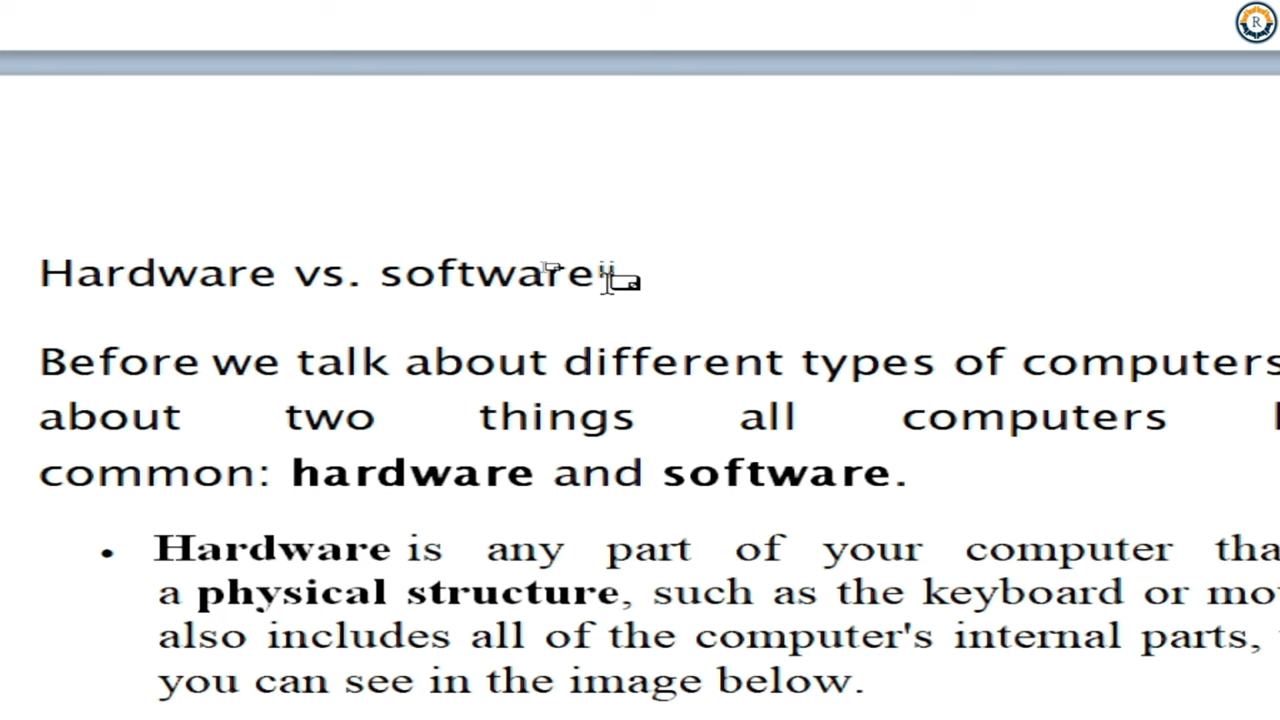 R
Hardware vs. software
Before we talk about different types of computers
about two things all computers
common: hardware and software.
• Hardware is any part of your computer tha
a physical structure, such as the keyboard or mo
also includes all of the computer's internal parts,
you can see in the image below.